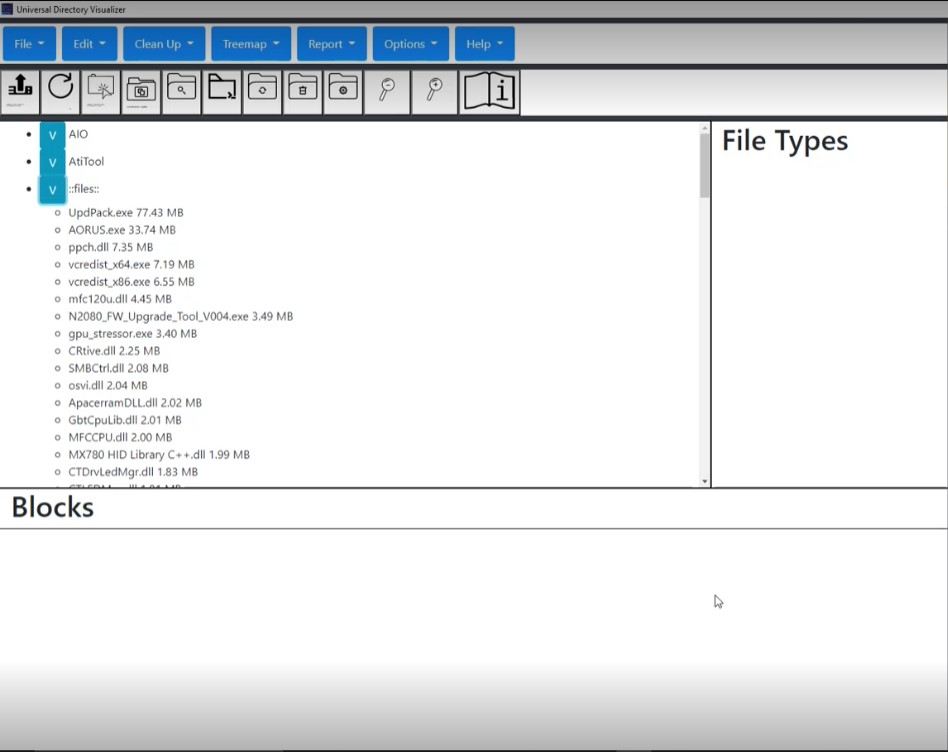 Universal Directory Visualizer
File Edit Clean Up Treemap Report Options Help
i
V AIO
V AtiTool
V ::files::
UpdPack.exe 77.43 MB
AORUS.exe 33.74 MB
ppch.dll 7.35 MB
vcredist_x64.exe 7.19 MB
vcredist_x86.exe 6.55 MB
mfc120u.dll 4.45 MB
N2080_FW_Upgrade_Tool_V004.exe 3.49 MB
gpu_stressor.exe 3.40 MB
CRtive.dll 2.25 MB
SMBCtrl.dll 2.08 MB
osvi.dll 2.04 MB
ApacerramDLL.dll 2.02 MB
GbtCpuLib.dll 2.01 MB
MFCCPU.dll 2.00 MB
MX780 HID Library C++.dll 1.99 MB
CTDrvLedMgr.dll 1.83 MB
File Types
Blocks